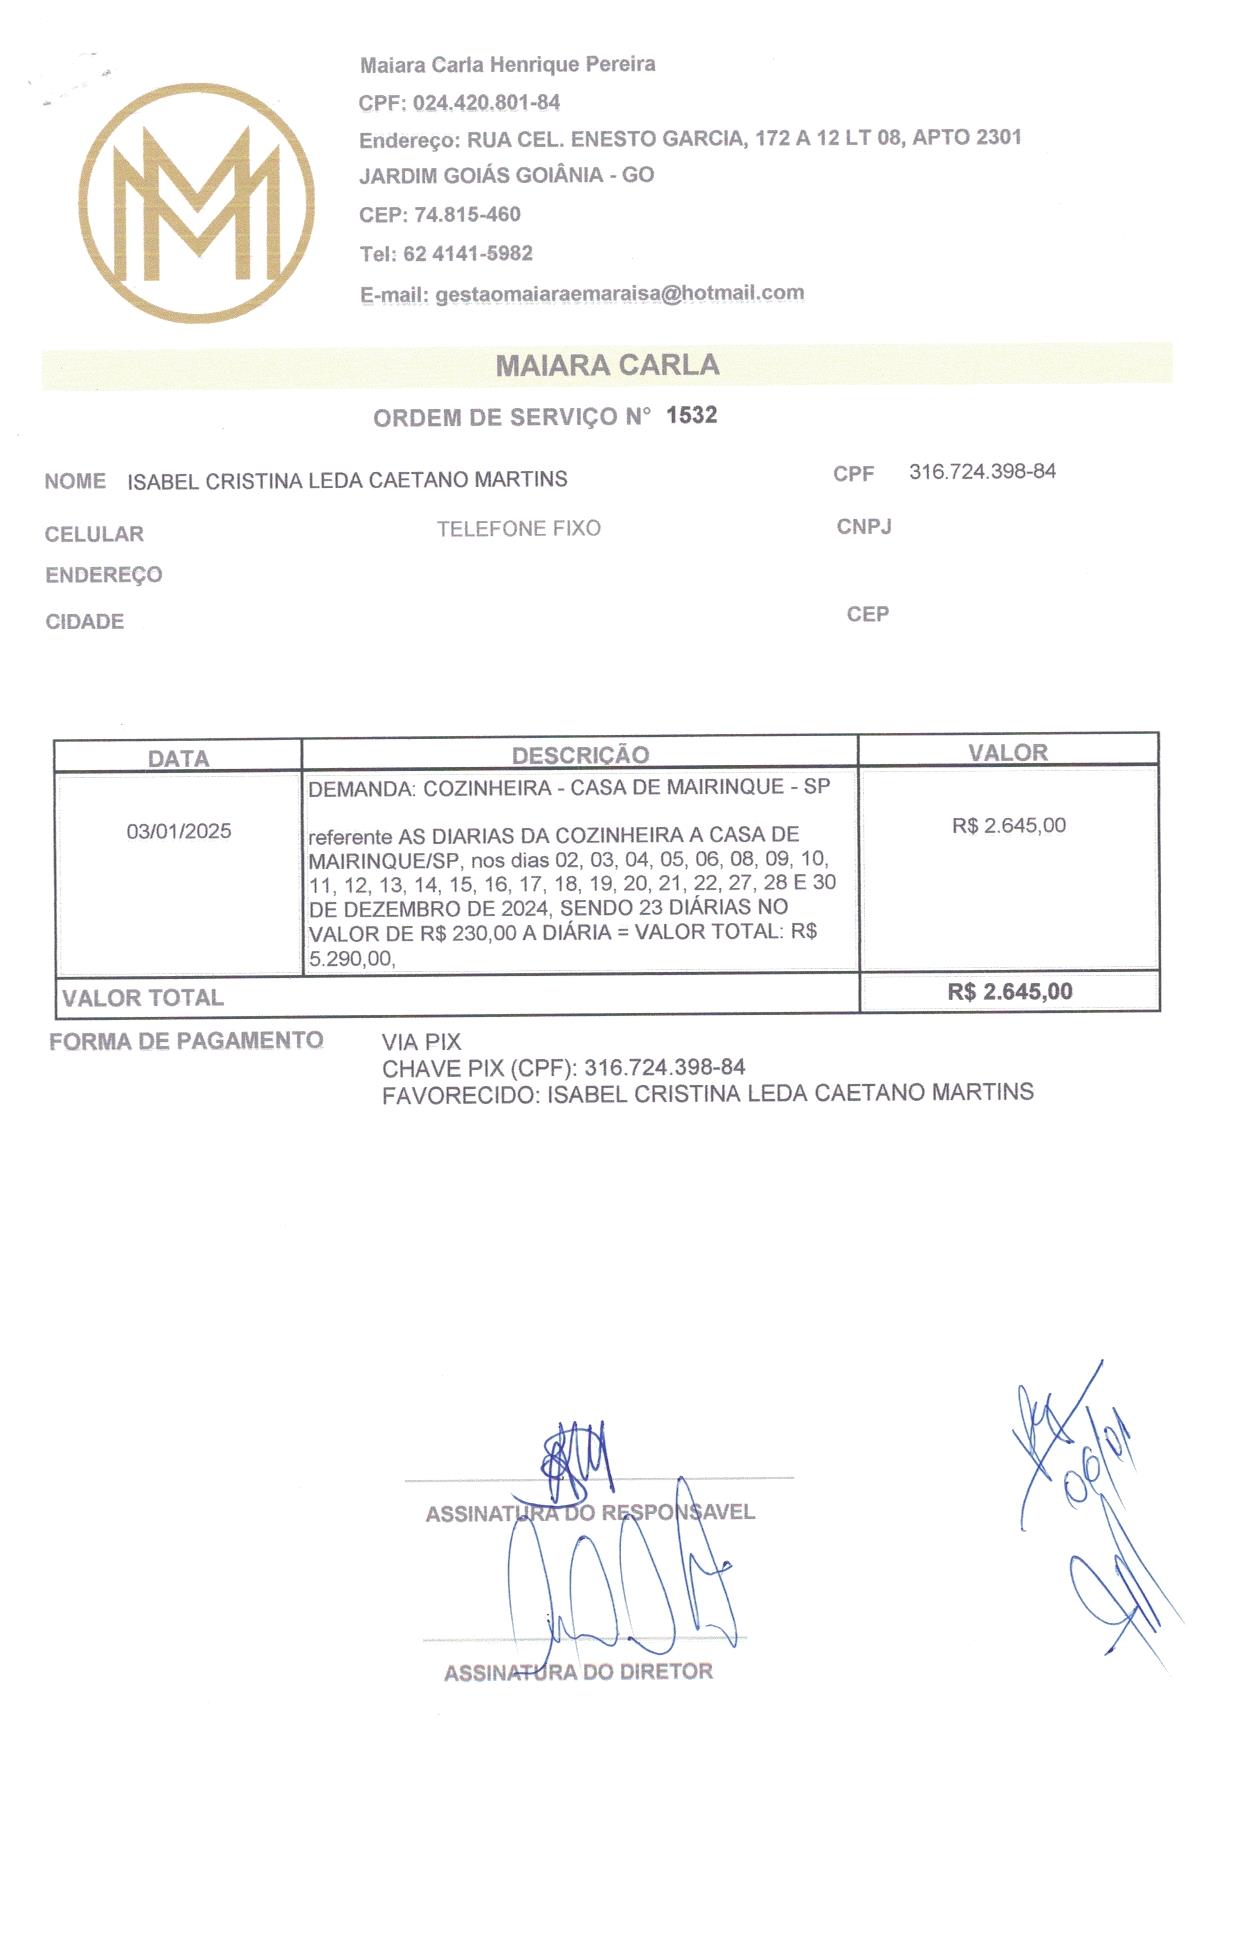 Maiara Carla Henrique Pereira
CPF: 024.420.801-84
Endereço: RUA CEL. ENESTO GARCIA, 172 A 12 LT 08, APTO 2301
JARDIM GOIÁS GOIÂNIA - GO
CEP: 74.815-460
Tel: 62 4141-5982
E-mail: gestaomaiaraemaraisa@hotmail.com
MAIARA CARLA
ORDEM DE SERVIÇO N° 1532
NOME ISABEL CRISTINA LEDA CAETANO MARTINS CPF 316.724.398-84
CELULAR TELEFONE FIXO CNPJ
ENDEREÇO
CIDADE CEP
DATA DESCRIÇÃO VALOR
DEMANDA: COZINHEIRA - CASA DE MAIRINQUE - SP
03/01/2025 R$ 2.645,00
referente AS DIARIAS DA COZINHEIRA A CASA DE
MAIRINQUE/SP, nos dias 02, 03, 04, 05, 06, 08, 09, 10,
11, 12, 13, 14, 15, 16, 17, 18, 19, 20, 21, 22, 27, 28 E 30
DE DEZEMBRO DE 2024, SENDO 23 DIÁRIAS NO
VALOR DE R$ 230,00 A DIÁRIA = VALOR TOTAL: R$
5.290,00,
VALOR TOTAL R$ 2.645,00
FORMA DE PAGAMENTO VIA PIX
CHAVE PIX (CPF): 316.724.398-84
FAVORECIDO: ISABEL CRISTINA LEDA CAETANO MARTINS
06/01
ASSINATURA DO RESPONSAVEL
ASSINATURA DO DIRETOR